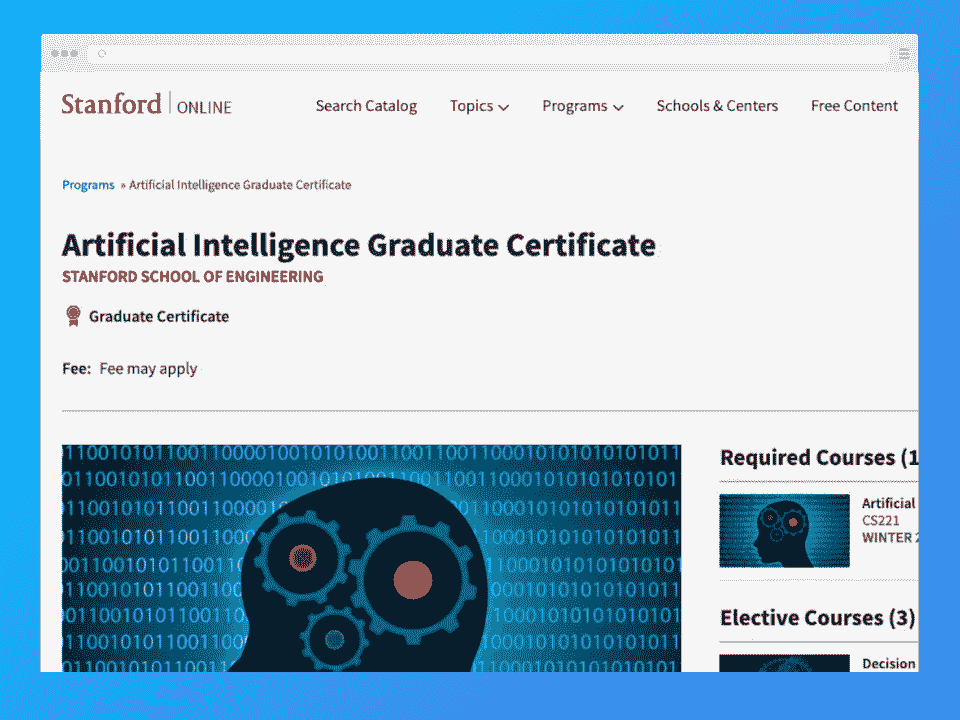 Stanford ONLINE
Search Catalog Topics Programs Schools & Centers Free Content
Programs » Artificial Intelligence Graduate Certificate
Artificial Intelligence Graduate Certificate
STANFORD SCHOOL OF ENGINEERING
Graduate Certificate
Fee: Fee may apply
Required Courses (1
Artificial
CS221
WINTER 2
Elective Courses (3)
Decision